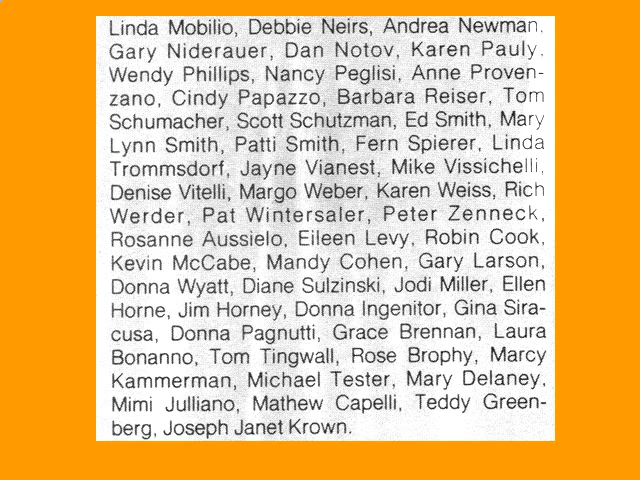 Linda Mobilio, Debbie Neirs, Andrea Newman,
Gary Niderauer, Dan Notov, Karen Pauly,
Wendy Phillips, Nancy Peglisi, Anne Proven-
zano, Cindy Papazzo, Barbara Reiser, Tom
Schumacher, Scott Schutzman, Ed Smith, Mary
Lynn Smith, Patti Smith, Fern Spierer, Linda
Trommsdorf, Jayne Vianest, Mike Vissichelli,
Denise Vitelli, Margo Weber, Karen Weiss, Rich
Werder, Pat Wintersaler, Peter Zenneck,
Rosanne Aussielo, Eileen Levy, Robin Cook,
Kevin McCabe, Mandy Cohen, Gary Larson,
Donna Wyatt, Diane Sulzinski, Jodi Miller, Ellen
Horne, Jim Horney, Donna Ingenitor, Gina Sira-
cusa, Donna Pagnutti, Grace Brennan, Laura
Bonanno, Tom Tingwall, Rose Brophy, Marcy
Kammerman, Michael Tester, Mary Delaney,
Mimi Julliano, Mathew Capelli, Teddy Green-
berg, Joseph Janet Krown.